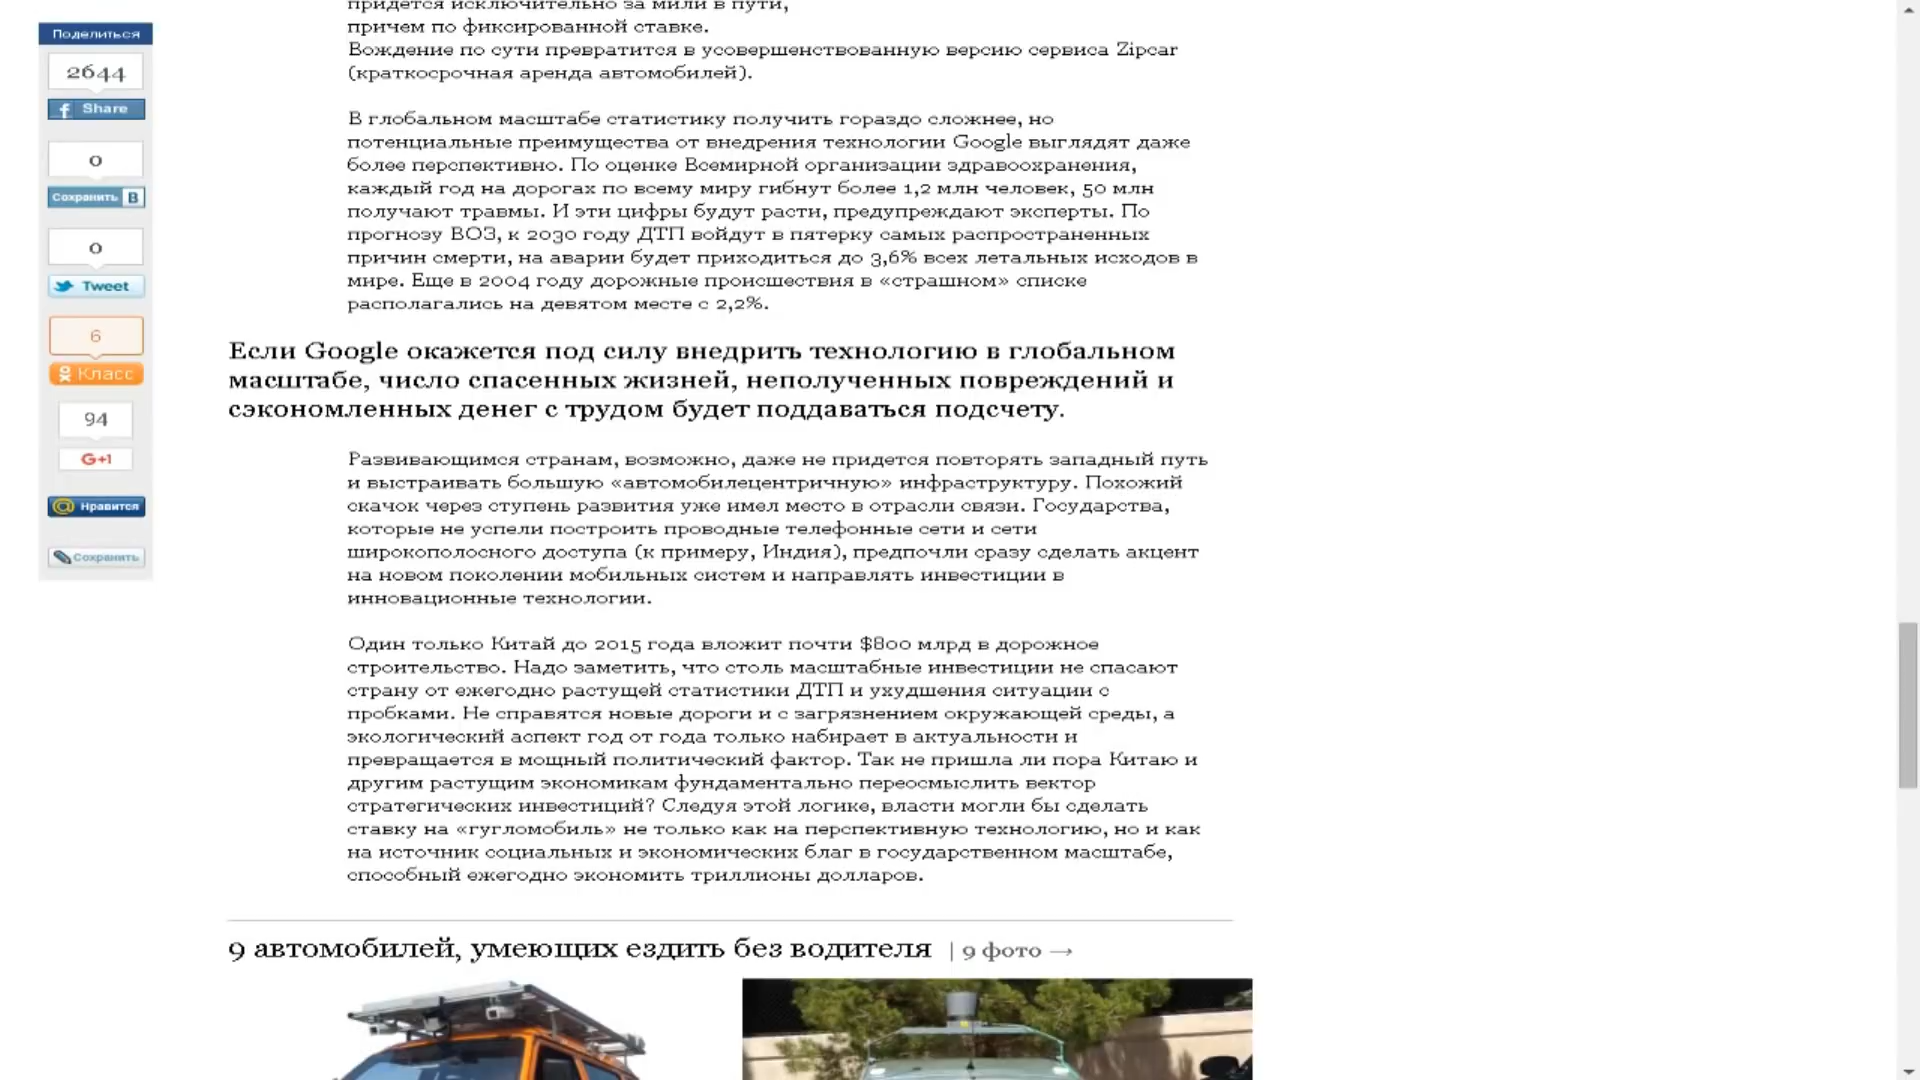 Поделиться
2644
Share
0
Сохранить В
0
Tweet
6
Класс
94
G+1
Нравится
Сохранить
придется исключительно за мили в пути,
причем по фиксированной ставке.
Вождение по сути превратится в усовершенствованную версию сервиса Zipcar
(краткосрочная аренда автомобилей).
В глобальном масштабе статистику получить гораздо сложнее, но
потенциальные преимущества от внедрения технологии Google выглядят даже
более перспективно. По оценке Всемирной организации здравоохранения,
каждый год на дорогах по всему миру гибнут более 1,2 млн человек, 50 млн
получают травмы. И эти цифры будут расти, предупреждают эксперты. По
прогнозу ВОЗ, к 2030 году ДТП войдут в пятерку самых распространенных
причин смерти, на аварии будет приходиться до 3,6% всех летальных исходов в
мире. Еще в 2004 году дорожные происшествия в «страшном» списке
располагались на девятом месте с 2,2%.
Если Google окажется под силу внедрить технологию в глобальном
масштабе, число спасенных жизней, неполученных повреждений и
сэкономленных денег с трудом будет поддаваться подсчету.
Развивающимся странам, возможно, даже не придется повторять западный путь
и выстраивать большую «автомобилецентричную» инфраструктуру. Похожий
скачок через ступень развития уже имел место в отрасли связи. Государства,
которые не успели построить проводные телефонные сети и сети
широкополосного доступа (к примеру, Индия), предпочли сразу сделать акцент
на новом поколении мобильных систем и направлять инвестиции в
инновационные технологии.
Один только Китай до 2015 года вложит почти $800 млрд в дорожное
строительство. Надо заметить, что столь масштабные инвестиции не спасают
страну от ежегодно растущей статистики ДТП и ухудшения ситуации с
пробками. Не справятся новые дороги и с загрязнением окружающей среды, а
экологический аспект год от года только набирает в актуальности и
превращается в мощный политический фактор. Так не пришла ли пора Китаю и
другим растущим экономикам фундаментально переосмыслить вектор
стратегических инвестиций? Следуя этой логике, власти могли бы сделать
ставку на «гугломобиль» не только как на перспективную технологию, но и как
на источник социальных и экономических благ в государственном масштабе,
способный ежегодно экономить триллионы долларов.
9 автомобилей, умеющих ездить без водителя | 9 фото →